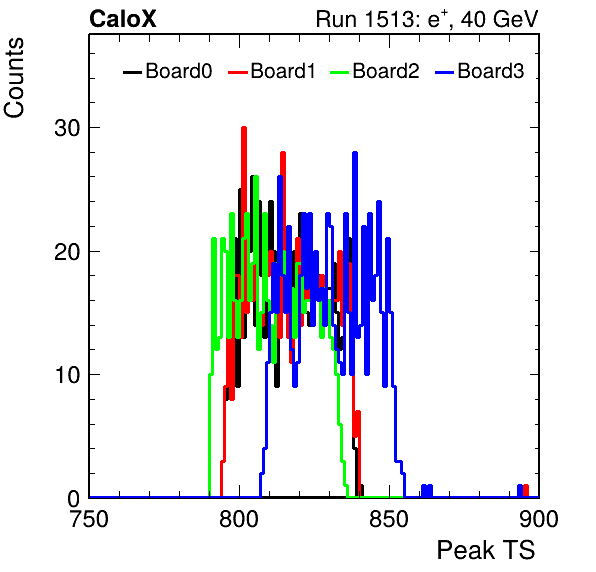 CaloX Run 1513: e+, 40 GeV
Counts
Board0 Board1 Board2 Board3
30
20
10
0
750 800 850 900
Peak TS